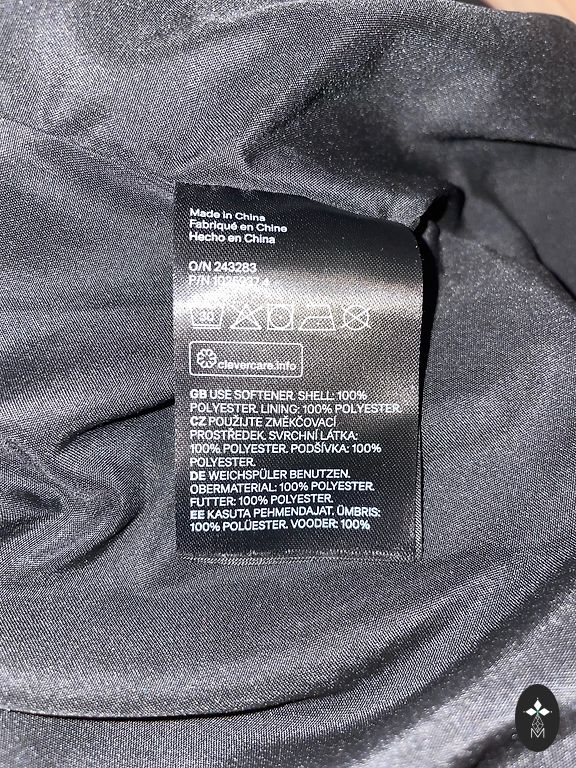 Made in China
Fabriqué en Chine
Hecho en China
O/N 243283
P/N
clevercare.info
GB USE SOFTENER. SHELL: 100%
POLYESTER. LINING: 100% POLYESTER.
CZ POUŽIJTE ZMĚKČOVACÍ
PROSTŘEDEK. SVRCHNÍ LÁTKA:
100% POLYESTER. PODŠÍVKA: 100%
POLYESTER.
DE WEICHSPÜLER BENUTZEN.
OBERMATERIAL: 100% POLYESTER.
FUTTER: 100% POLYESTER.
EE KASUTA PEHMENDAJAT. ÜMBRIS:
100% POLÜESTER. VOODER: 100%
M